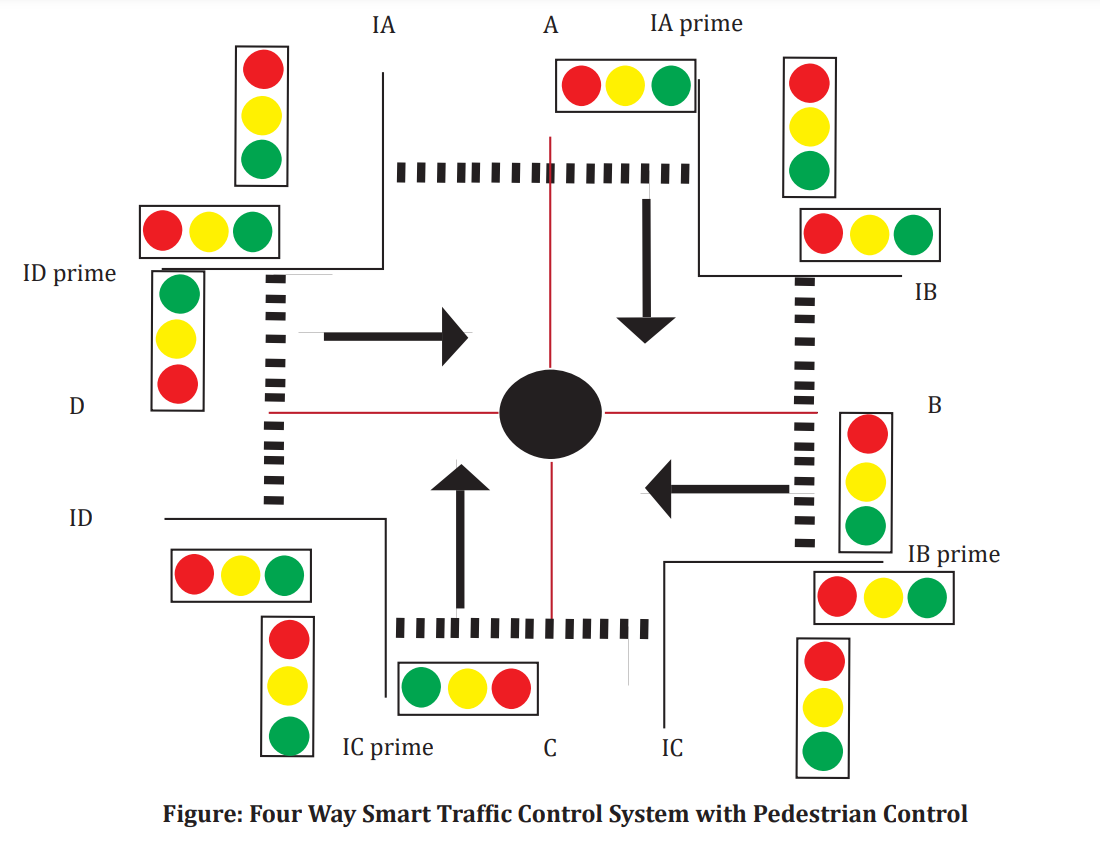 IA
A
IA prime
ID prime
IB
D
B
ID
IB prime
IC prime
C
IC
Figure: Four Way Smart Traffic Control System with Pedestrian Control